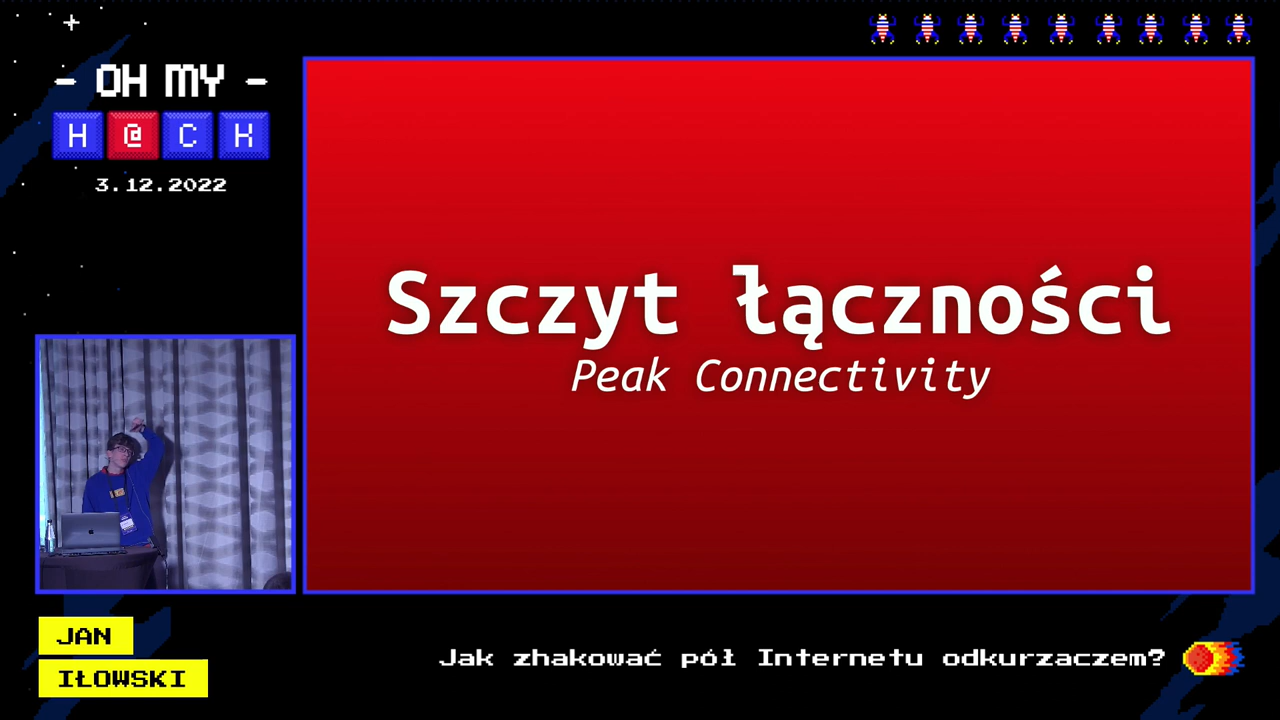 - OH MY -
H@CK
3.12.2022
Szczyt łączności
Peak Connectivity
JAN
IŁOWSKI
Jak zhakować pół Internetu odkurzaczem?